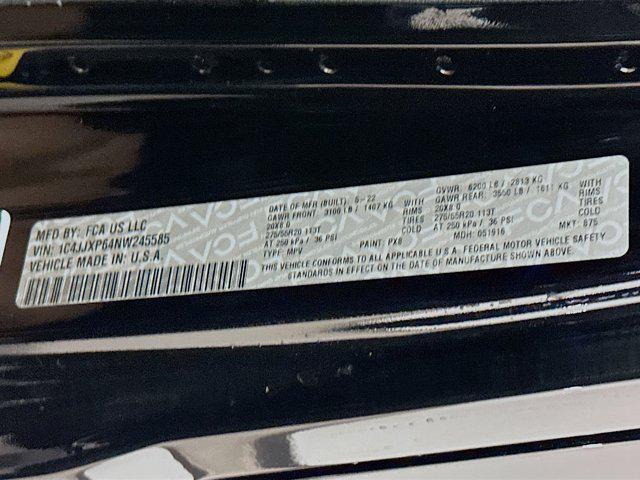 MFD BY: FCA US LLC
VIN: 1C4JJXP64NW245585
VEHICLE MADE IN: U.S.A.
DATE OF MFR (BUILT): 5-22
GAWR FRONT: 3100 LB / 1407 KG
20X8.0
275/55R20 113T
AT 250 kPa / 36 PSI
TYPE: MPV
PAINT: PX8
WITH
RIMS
TIRES
COLD
GVWR: 6200 LB / 2813 KG
GAWR REAR: 3550 LB / 1611 KG
20X8.0
275/55R20 113T
AT 250 kPa / 36 PSI
MDH: 051916
WITH
RIMS
TIRES
COLD
MKT: 875
THIS VEHICLE CONFORMS TO ALL APPLICABLE U.S.A. FEDERAL MOTOR VEHICLE SAFETY
STANDARDS IN EFFECT ON THE DATE OF MANUFACTURE SHOWN ABOVE.